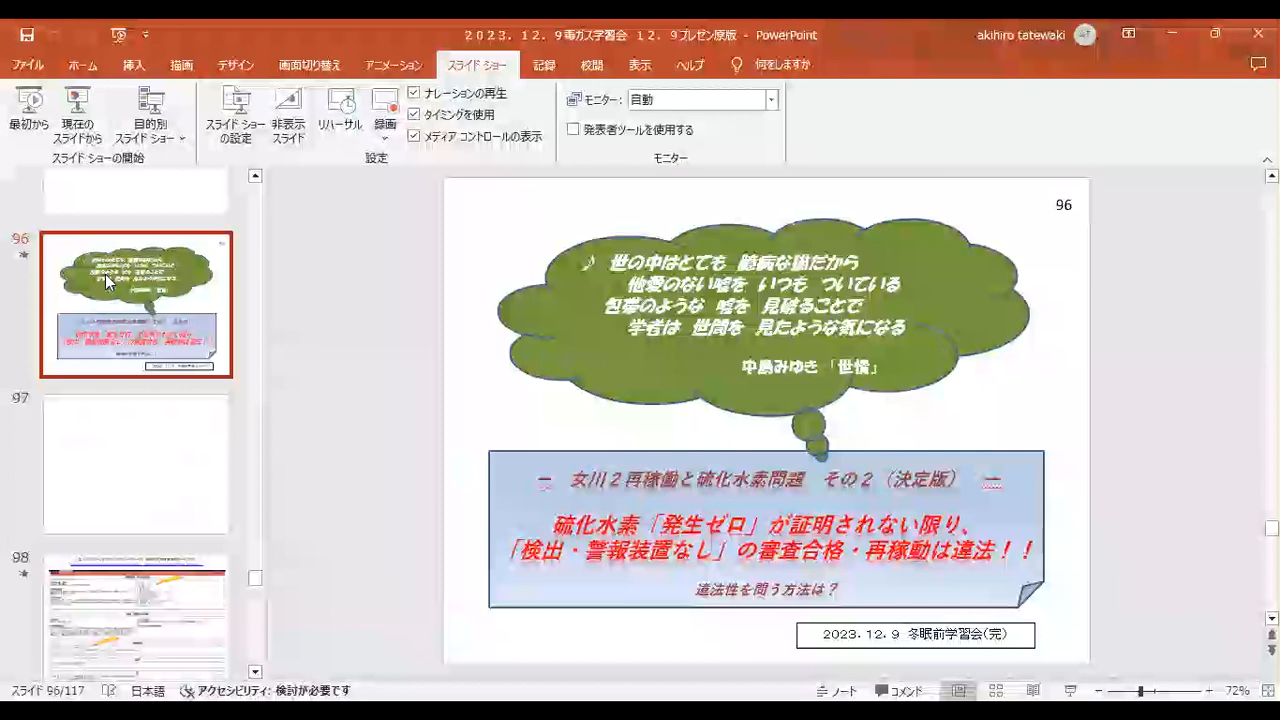 ２０２３．１２．９毒ガス学習会　１２．９プレゼン原版 - PowerPoint
akihiro tatewaki
AT
ファイル
ホーム
挿入
描画
デザイン
画面切り替え
アニメーション
スライド ショー
記録
校閲
表示
ヘルプ
何をしますか
最初から
現在の
スライドから
目的別
スライド ショー
スライド ショーの開始
スライド ショー
の設定
非表示
スライド
リハーサル
録画
ナレーションの再生
タイミングを使用
メディア コントロールの表示
設定
モニター:
自動
発表者ツールを使用する
モニター
96
97
98
96
♪ 世の中はとても 臆病な猫だから
他愛のない嘘を いつも ついている
包帯のような 嘘を 見破ることで
学者は 世間を 見たような気になる
中島みゆき 「世情」
― 女川２再稼働と硫化水素問題 その２（決定版） ―
硫化水素「発生ゼロ」が証明されない限り、
「検出・警報装置なし」の審査合格・再稼動は違法！！
違法性を問う方法は？
2023．12．9 冬眠前学習会(完)
スライド 96/117
日本語
アクセシビリティ: 検討が必要です
ノート
コメント
72%